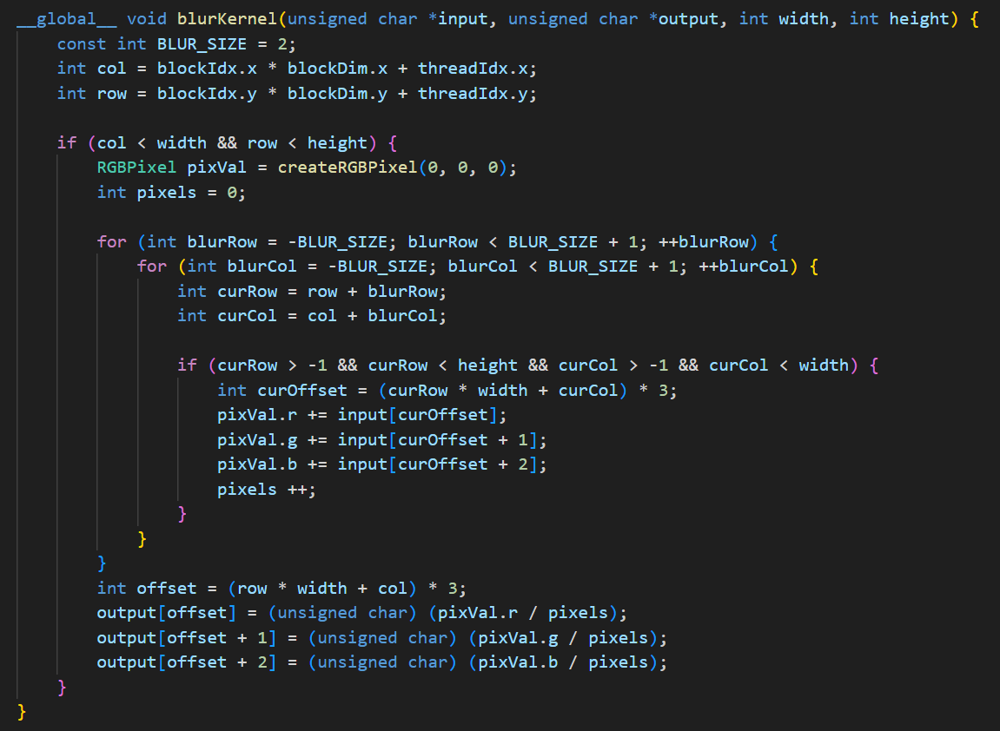 __global__ void blurKernel(unsigned char *input, unsigned char *output, int width, int height) {
    const int BLUR_SIZE = 2;
    int col = blockIdx.x * blockDim.x + threadIdx.x;
    int row = blockIdx.y * blockDim.y + threadIdx.y;

    if (col < width && row < height) {
        RGBPixel pixVal = createRGBPixel(0, 0, 0);
        int pixels = 0;

        for (int blurRow = -BLUR_SIZE; blurRow < BLUR_SIZE + 1; ++blurRow) {
            for (int blurCol = -BLUR_SIZE; blurCol < BLUR_SIZE + 1; ++blurCol) {
                int curRow = row + blurRow;
                int curCol = col + blurCol;

                if (curRow > -1 && curRow < height && curCol > -1 && curCol < width) {
                    int curOffset = (curRow * width + curCol) * 3;
                    pixVal.r += input[curOffset];
                    pixVal.g += input[curOffset + 1];
                    pixVal.b += input[curOffset + 2];
                    pixels ++;
                }
            }
        }
        int offset = (row * width + col) * 3;
        output[offset] = (unsigned char) (pixVal.r / pixels);
        output[offset + 1] = (unsigned char) (pixVal.g / pixels);
        output[offset + 2] = (unsigned char) (pixVal.b / pixels);
    }
}